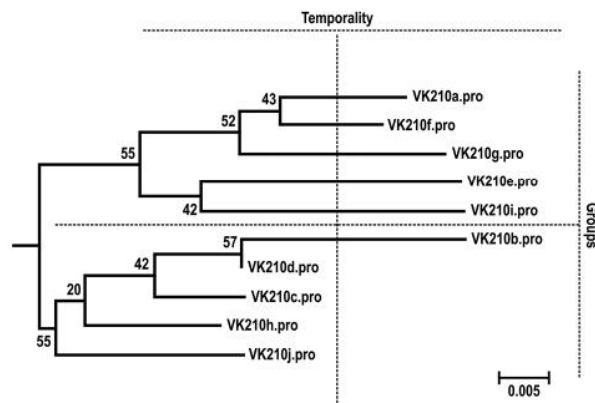 Temporality
43
VK210a.pro
52
VK210f.pro
55
VK210g.pro
VK210e.pro
42
VK210i.pro
Groups
57
VK210b.pro
42
VK210d.pro
20
VK210c.pro
VK210h.pro
55
VK210j.pro
0.005